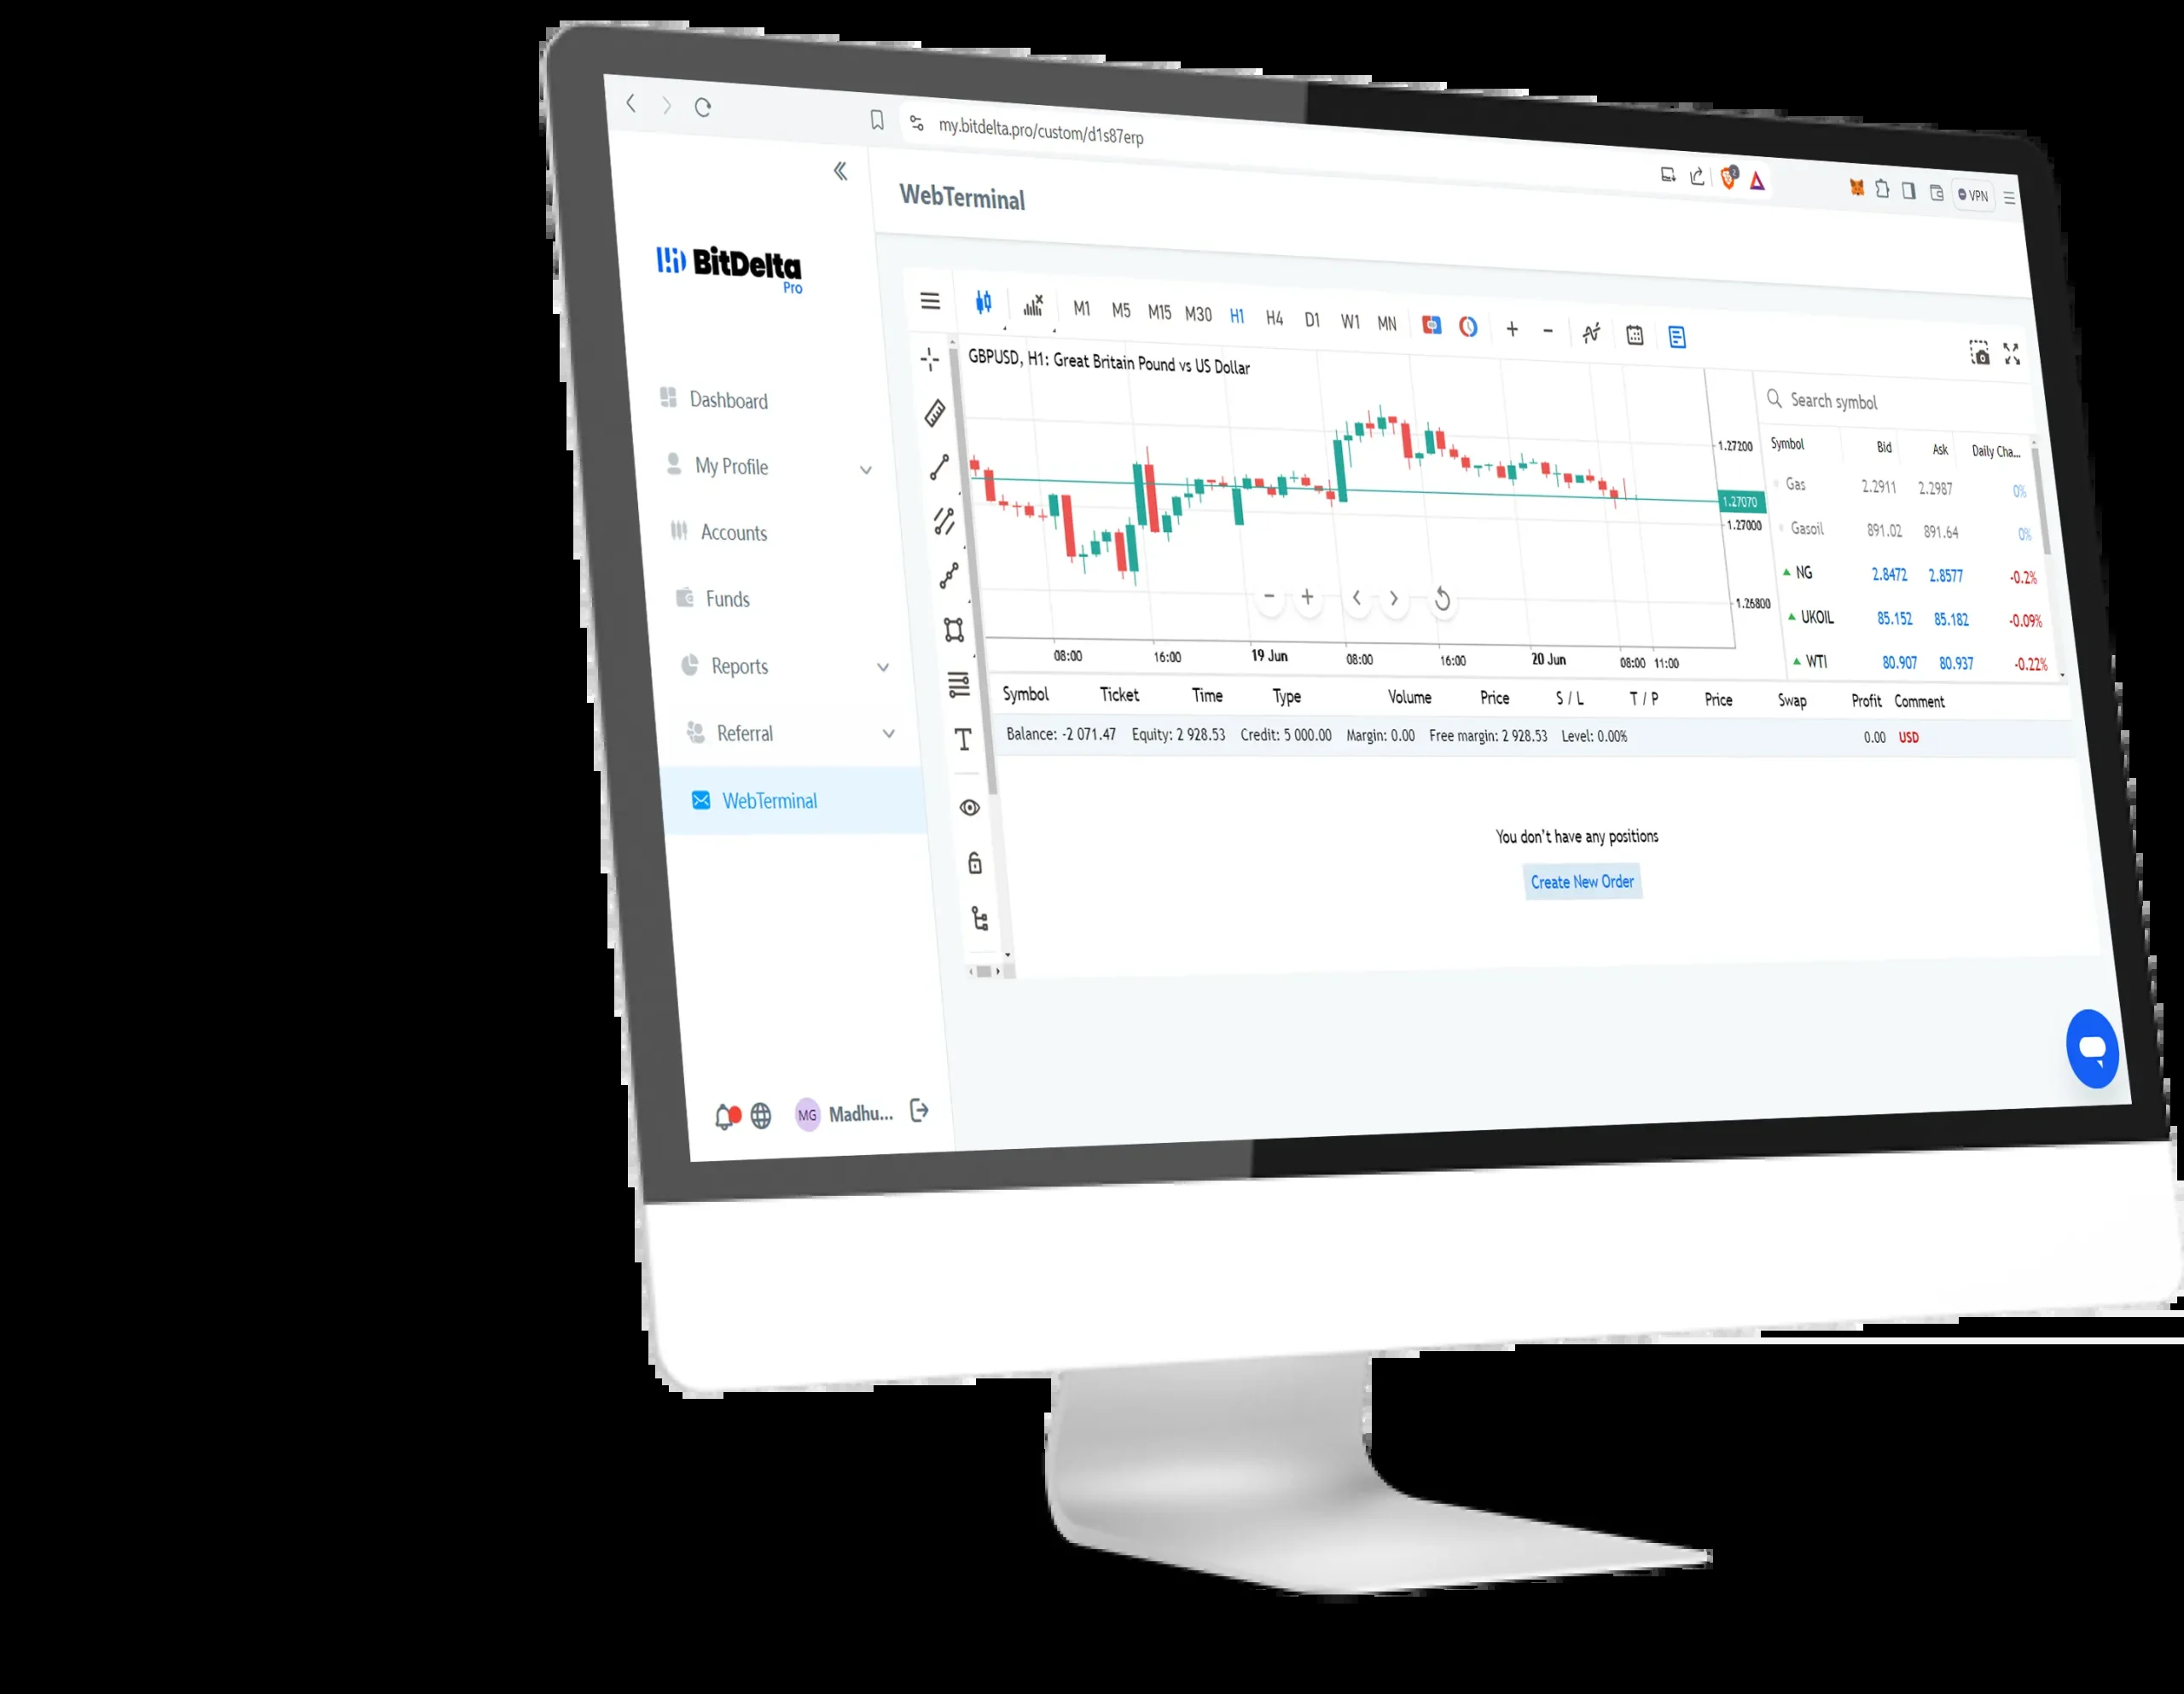 my.bitdelta.pro/custom/d1s87erp
VPN
WebTerminal
BitDelta
Pro
Dashboard
My Profile
Accounts
Funds
Reports
Referral
WebTerminal
MG Madhu...
M1 M5 M15 M30 H1 H4 D1 W1 MN
GBPUSD, H1: Great Britain Pound vs US Dollar
1.27200
1.27070
1.27000
1.26800
08:00 16:00 19 Jun 08:00 16:00 20 Jun 08:00 11:00
Search symbol
Symbol Bid Ask Daily Cha...
Gas 2.2911 2.2987 0%
Gasoil 891.02 891.64 0%
NG 2.8472 2.8577 -0.2%
UKOIL 85.152 85.182 -0.09%
WTI 80.907 80.937 -0.22%
Symbol Ticket Time Type Volume Price S / L T / P Price Swap Profit Comment
Balance: -2 071.47 Equity: 2 928.53 Credit: 5 000.00 Margin: 0.00 Free margin: 2 928.53 Level: 0.00% 0.00 USD
You don't have any positions
Create New Order